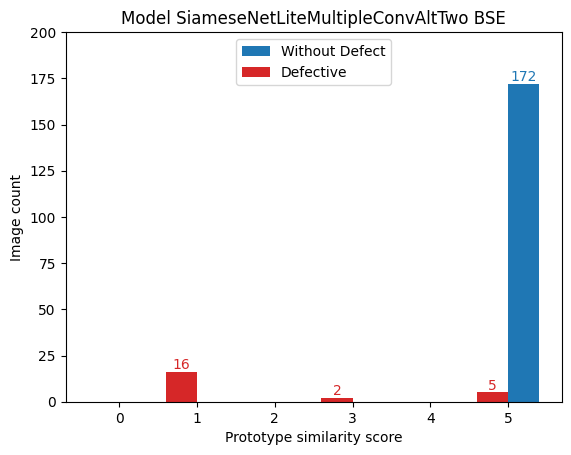 Model SiameseNetLiteMultipleConvAltTwo BSE
Without Defect
Defective
200
175
150
125
100
75
50
25
0
Image count
172
16
2
5
0 1 2 3 4 5
Prototype similarity score